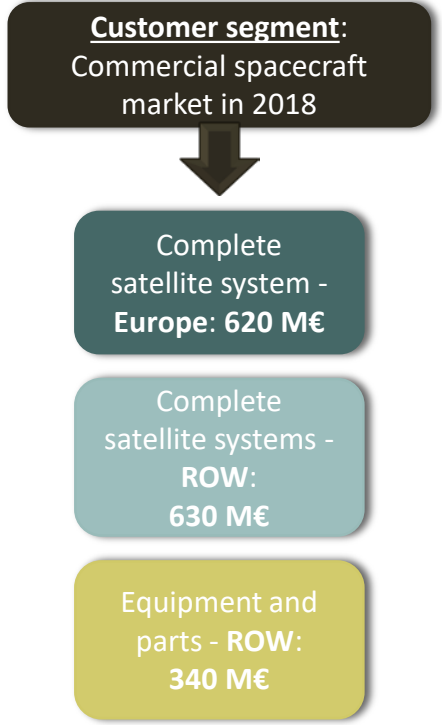 Customer segment:
Commercial spacecraft
market in 2018
Complete
satellite system -
Europe: 620 M€
Complete
satellite systems -
ROW:
630 M€
Equipment and
parts - ROW:
340 M€